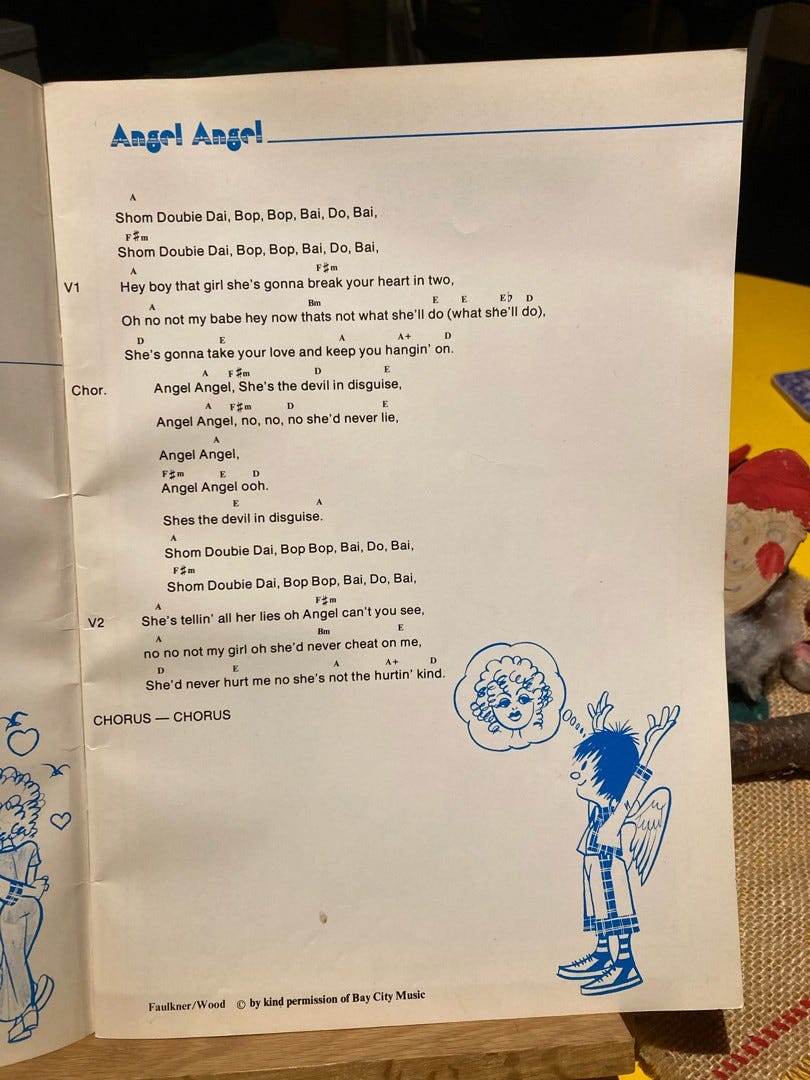 Angel Angel
A
Shom Doubie Dai, Bop, Bop, Bai, Do, Bai,
F♯m
Shom Doubie Dai, Bop, Bop, Bai, Do, Bai,
A F♯m
V1 Hey boy that girl she's gonna break your heart in two,
A Bm E E E♭ D
Oh no not my babe hey now thats not what she'll do (what she'll do),
D E A A+ D
She's gonna take your love and keep you hangin' on.
A F♯m D E
Chor. Angel Angel, She's the devil in disguise,
A F♯m D E
Angel Angel, no, no, no she'd never lie,
A
Angel Angel,
F♯m E D
Angel Angel ooh.
E A
Shes the devil in disguise.
A
Shom Doubie Dai, Bop Bop, Bai, Do, Bai,
F♯m
Shom Doubie Dai, Bop Bop, Bai, Do, Bai,
A F♯m
V2 She's tellin' all her lies oh Angel can't you see,
A Bm E
no no not my girl oh she'd never cheat on me,
D E A A+ D
She'd never hurt me no she's not the hurtin' kind.
CHORUS — CHORUS
Faulkner/Wood © by kind permission of Bay City Music